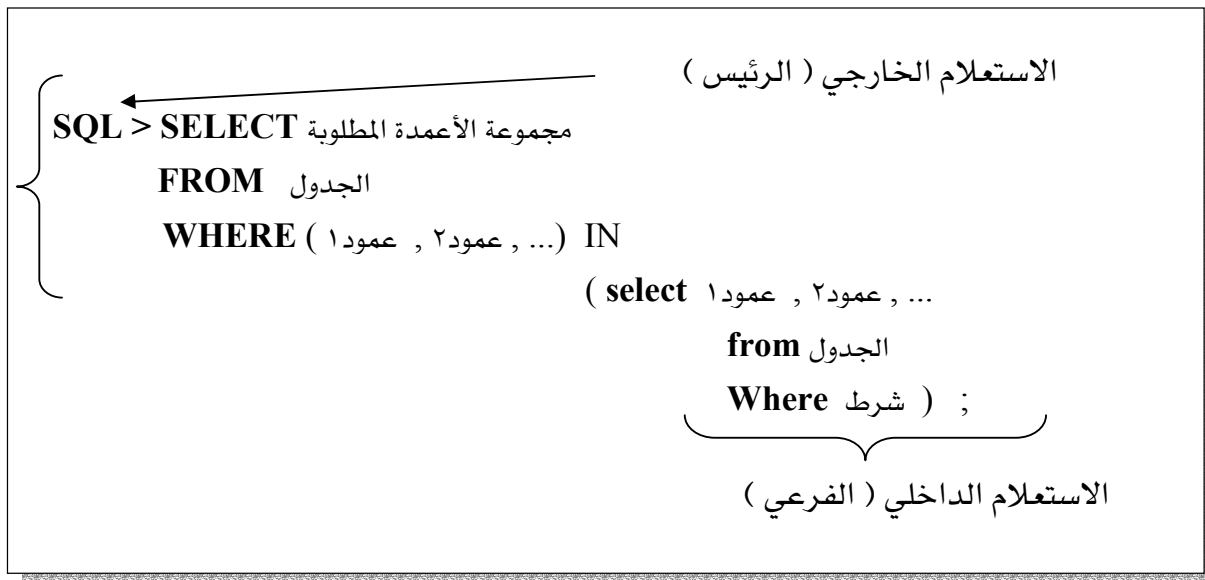 الاستعلام الخارجي ( الرئيس )
SQL > SELECT مجموعة الأعمدة المطلوبة
FROM الجدول
WHERE ( عمود١ , عمود٢ , ...) IN
( select عمود١ , عمود٢ , ...
from الجدول
Where شرط ) ;
الاستعلام الداخلي ( الفرعي )